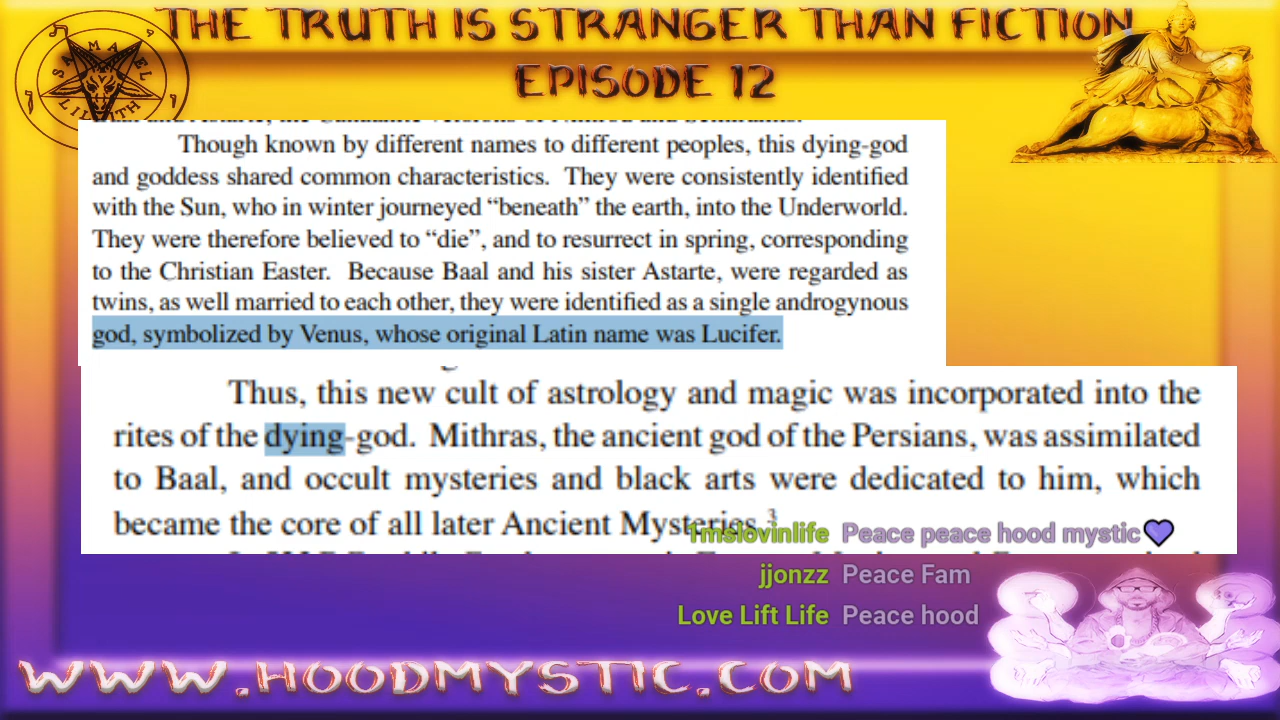 THE TRUTH IS STRANGER THAN FICTION
EPISODE 12
SAMAEL
LILITH
Though known by different names to different peoples, this dying-god
and goddess shared common characteristics. They were consistently identified
with the Sun, who in winter journeyed “beneath” the earth, into the Underworld.
They were therefore believed to “die”, and to resurrect in spring, corresponding
to the Christian Easter. Because Baal and his sister Astarte, were regarded as
twins, as well married to each other, they were identified as a single androgynous
god, symbolized by Venus, whose original Latin name was Lucifer.
Thus, this new cult of astrology and magic was incorporated into the
rites of the dying-god. Mithras, the ancient god of the Persians, was assimilated
to Baal, and occult mysteries and black arts were dedicated to him, which
became the core of all later Ancient Mysteries.3
1mslovinlife Peace peace hood mystic💜
jjonzz Peace Fam
Love Lift Life Peace hood
WWW.HOODMYSTIC.COM